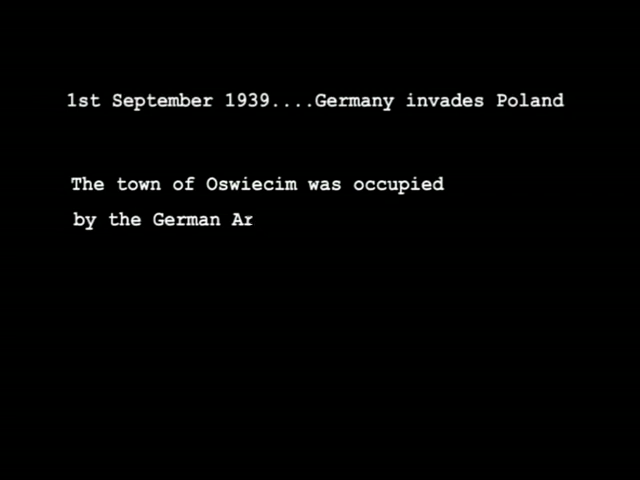 1st September 1939....Germany invades Poland
The town of Oswiecim was occupied
by the German Ar